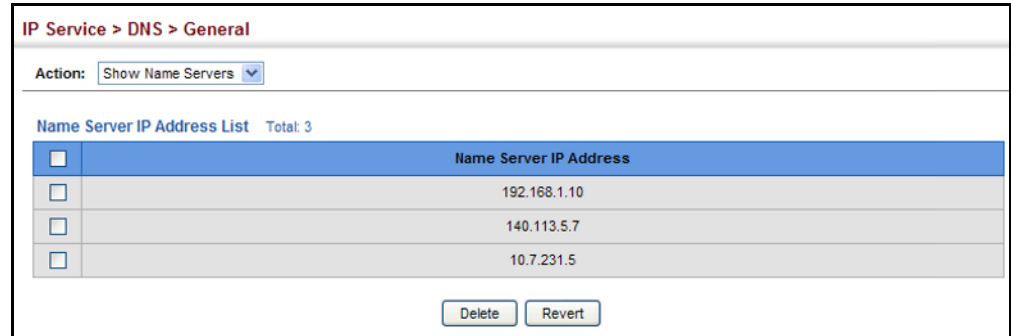 IP Service > DNS > General
Action: Show Name Servers
Name Server IP Address List Total: 3
Name Server IP Address
192.168.1.10
140.113.5.7
10.7.231.5
Delete Revert